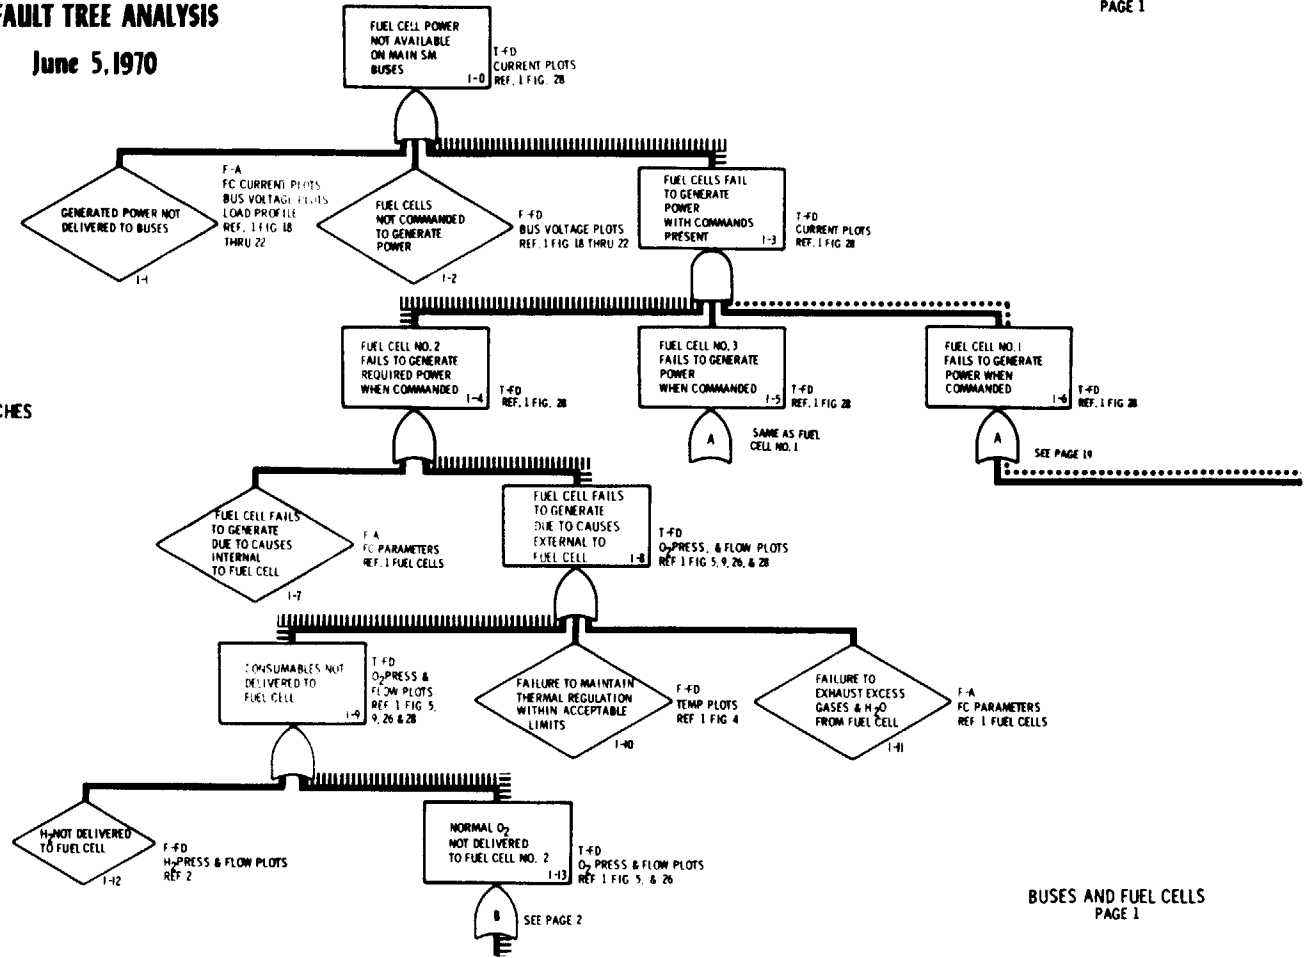 FAULT TREE ANALYSIS
June 5, 1970
PAGE 1
FUEL CELL POWER
NOT AVAILABLE
ON MAIN SM
BUSES
1-0
T-FD
CURRENT PLOTS
REF. 1 FIG. 28
GENERATED POWER NOT
DELIVERED TO BUSES
1-1
F-A
FC CURRENT PLOTS
BUS VOLTAGE PLOTS
LOAD PROFILE
REF. 1 FIG 18
THRU 22
FUEL CELLS
NOT COMMANDED
TO GENERATE
POWER
1-2
F-FD
BUS VOLTAGE PLOTS
REF. 1 FIG 18 THRU 22
FUEL CELLS FAIL
TO GENERATE
POWER
WITH COMMANDS
PRESENT
1-3
T-FD
CURRENT PLOTS
REF. 1 FIG 28
FUEL CELL NO. 2
FAILS TO GENERATE
REQUIRED POWER
WHEN COMMANDED
1-4
T-FD
REF. 1 FIG. 28
FUEL CELL NO. 3
FAILS TO GENERATE
POWER
WHEN COMMANDED
1-5
T-FD
REF. 1 FIG 28
FUEL CELL NO. 1
FAILS TO GENERATE
POWER WHEN
COMMANDED
1-6
T-FD
REF. 1 FIG 28
CHES
A
SAME AS FUEL
CELL NO. 1
A
SEE PAGE 19
FUEL CELL FAILS
TO GENERATE
DUE TO CAUSES
INTERNAL
TO FUEL CELL
1-7
F-A
FC PARAMETERS
REF. 1 FUEL CELLS
FUEL CELL FAILS
TO GENERATE
DUE TO CAUSES
EXTERNAL TO
FUEL CELL
1-8
T-FD
O2 PRESS, & FLOW PLOTS
REF 1 FIG 5, 9, 26, & 28
CONSUMABLES NOT
DELIVERED TO
FUEL CELL
1-9
T-FD
O2 PRESS &
FLOW PLOTS
REF. 1 FIG 5,
9, 26 & 28
FAILURE TO MAINTAIN
THERMAL REGULATION
WITHIN ACCEPTABLE
LIMITS
1-10
F-FD
TEMP PLOTS
REF 1 FIG 4
FAILURE TO
EXHAUST EXCESS
GASES & H2O
FROM FUEL CELL
1-11
F-A
FC PARAMETERS
REF 1 FUEL CELLS
H2 NOT DELIVERED
TO FUEL CELL
1-12
F-FD
H2 PRESS & FLOW PLOTS
REF 2
NORMAL O2
NOT DELIVERED
TO FUEL CELL NO. 2
1-13
T-FD
O2 PRESS & FLOW PLOTS
REF 1 FIG 5, & 26
B
SEE PAGE 2
BUSES AND FUEL CELLS
PAGE 1